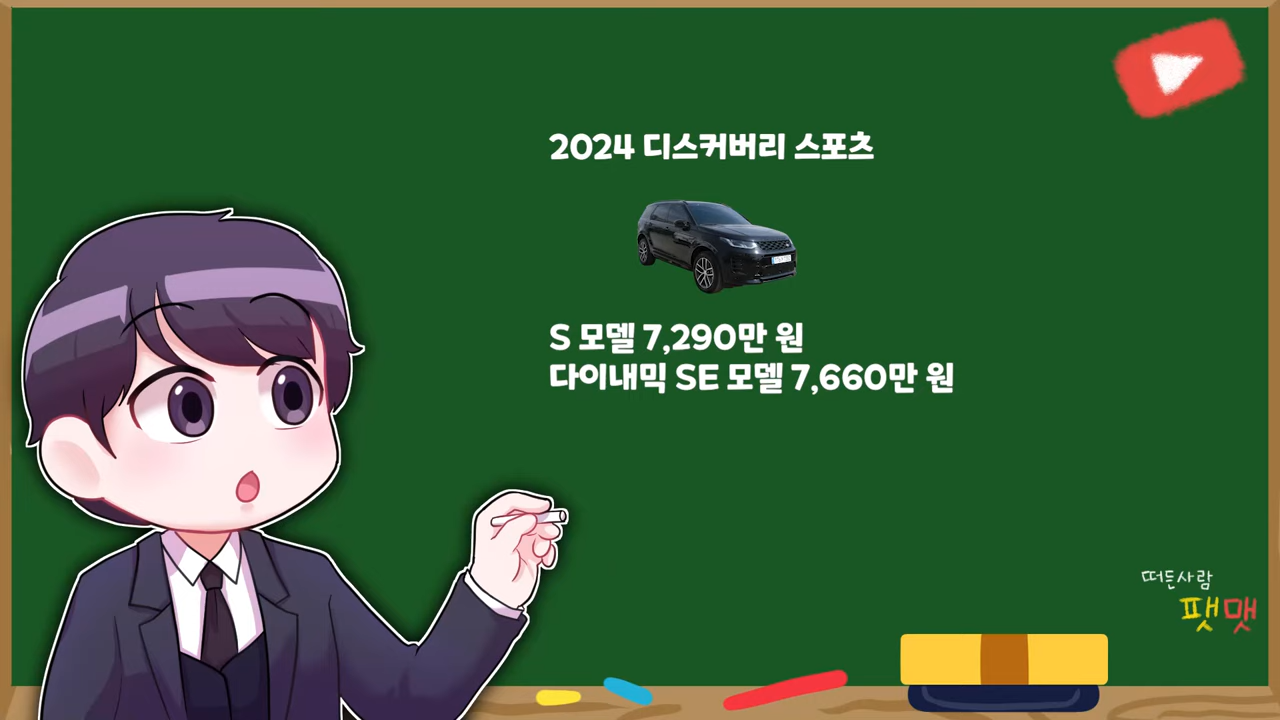 2024 디스커버리 스포츠
S 모델 7,290만 원
다이내믹 SE 모델 7,660만 원
떠든사람
팻맷